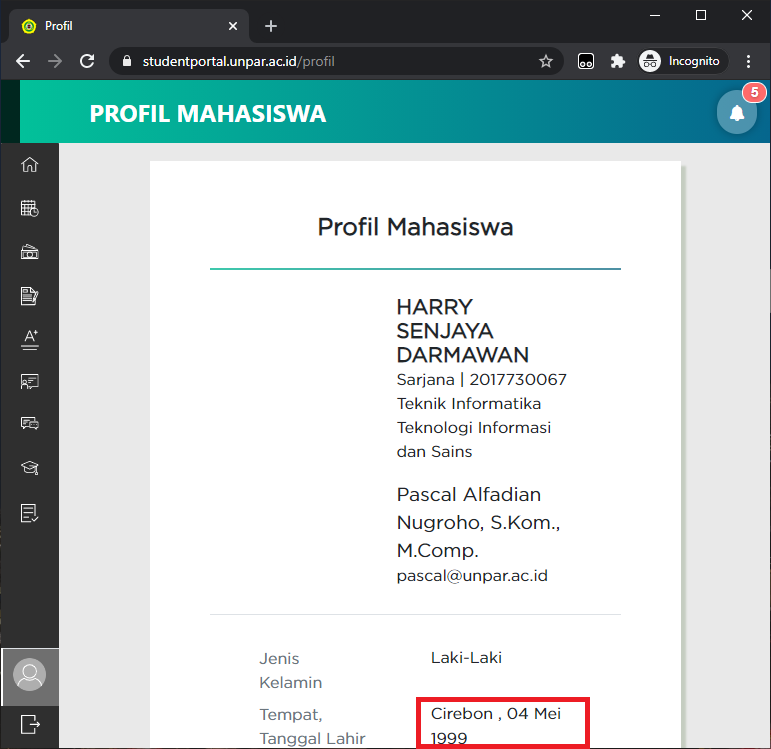 Profil
studentportal.unpar.ac.id/profil
Incognito
PROFIL MAHASISWA
5
Profil Mahasiswa
HARRY
SENJAYA
DARMAWAN
Sarjana | 2017730067
Teknik Informatika
Teknologi Informasi
dan Sains
Pascal Alfadian
Nugroho, S.Kom.,
M.Comp.
pascal@unpar.ac.id
Jenis
Kelamin
Laki-Laki
Tempat,
Tanggal Lahir
Cirebon , 04 Mei
1999